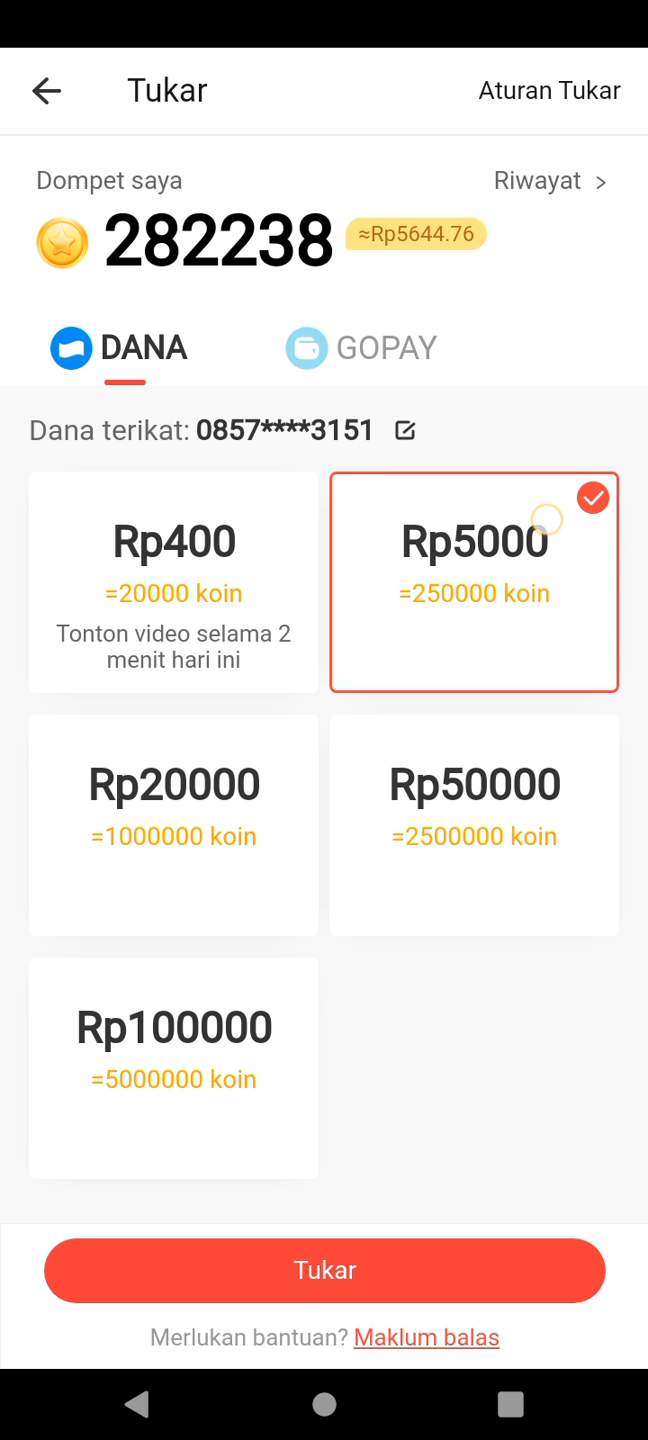 Tukar
Aturan Tukar
Dompet saya
Riwayat >
282238
≈Rp5644.76
DANA
GOPAY
Dana terikat: 0857****3151
Rp400
=20000 koin
Tonton video selama 2
menit hari ini
Rp5000
=250000 koin
Rp20000
=1000000 koin
Rp50000
=2500000 koin
Rp100000
=5000000 koin
Tukar
Merlukan bantuan? Maklum balas